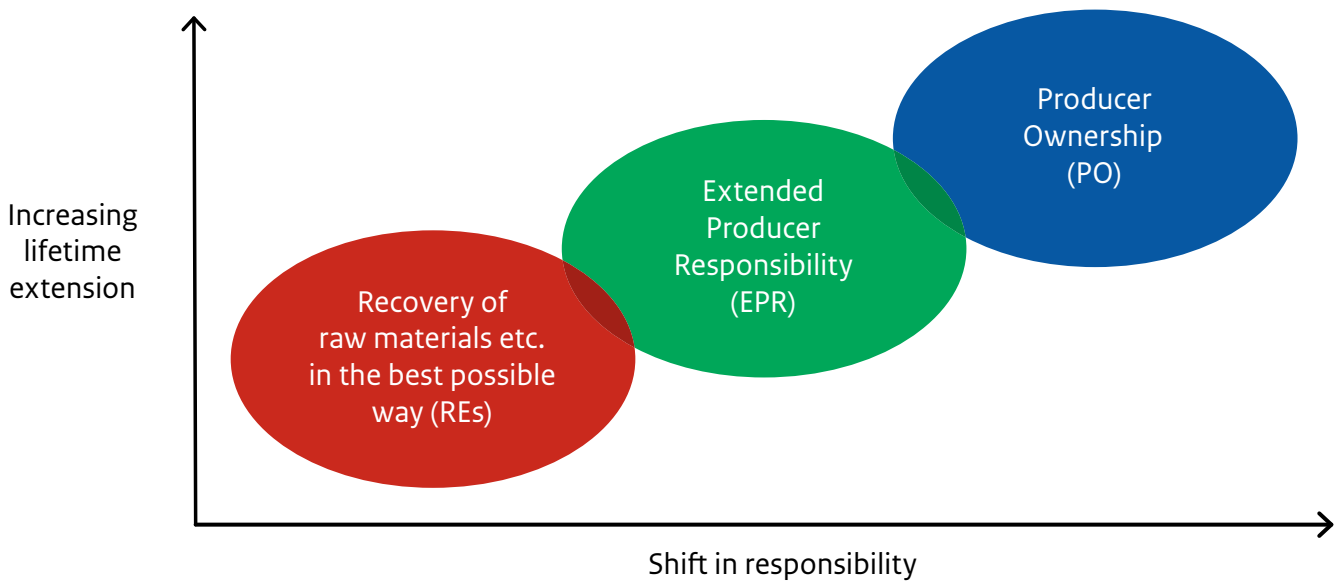 Increasing
lifetime
extension
Recovery of
raw materials etc.
in the best possible
way (REs)
Extended
Producer
Responsibility
(EPR)
Producer
Ownership
(PO)
Shift in responsibility